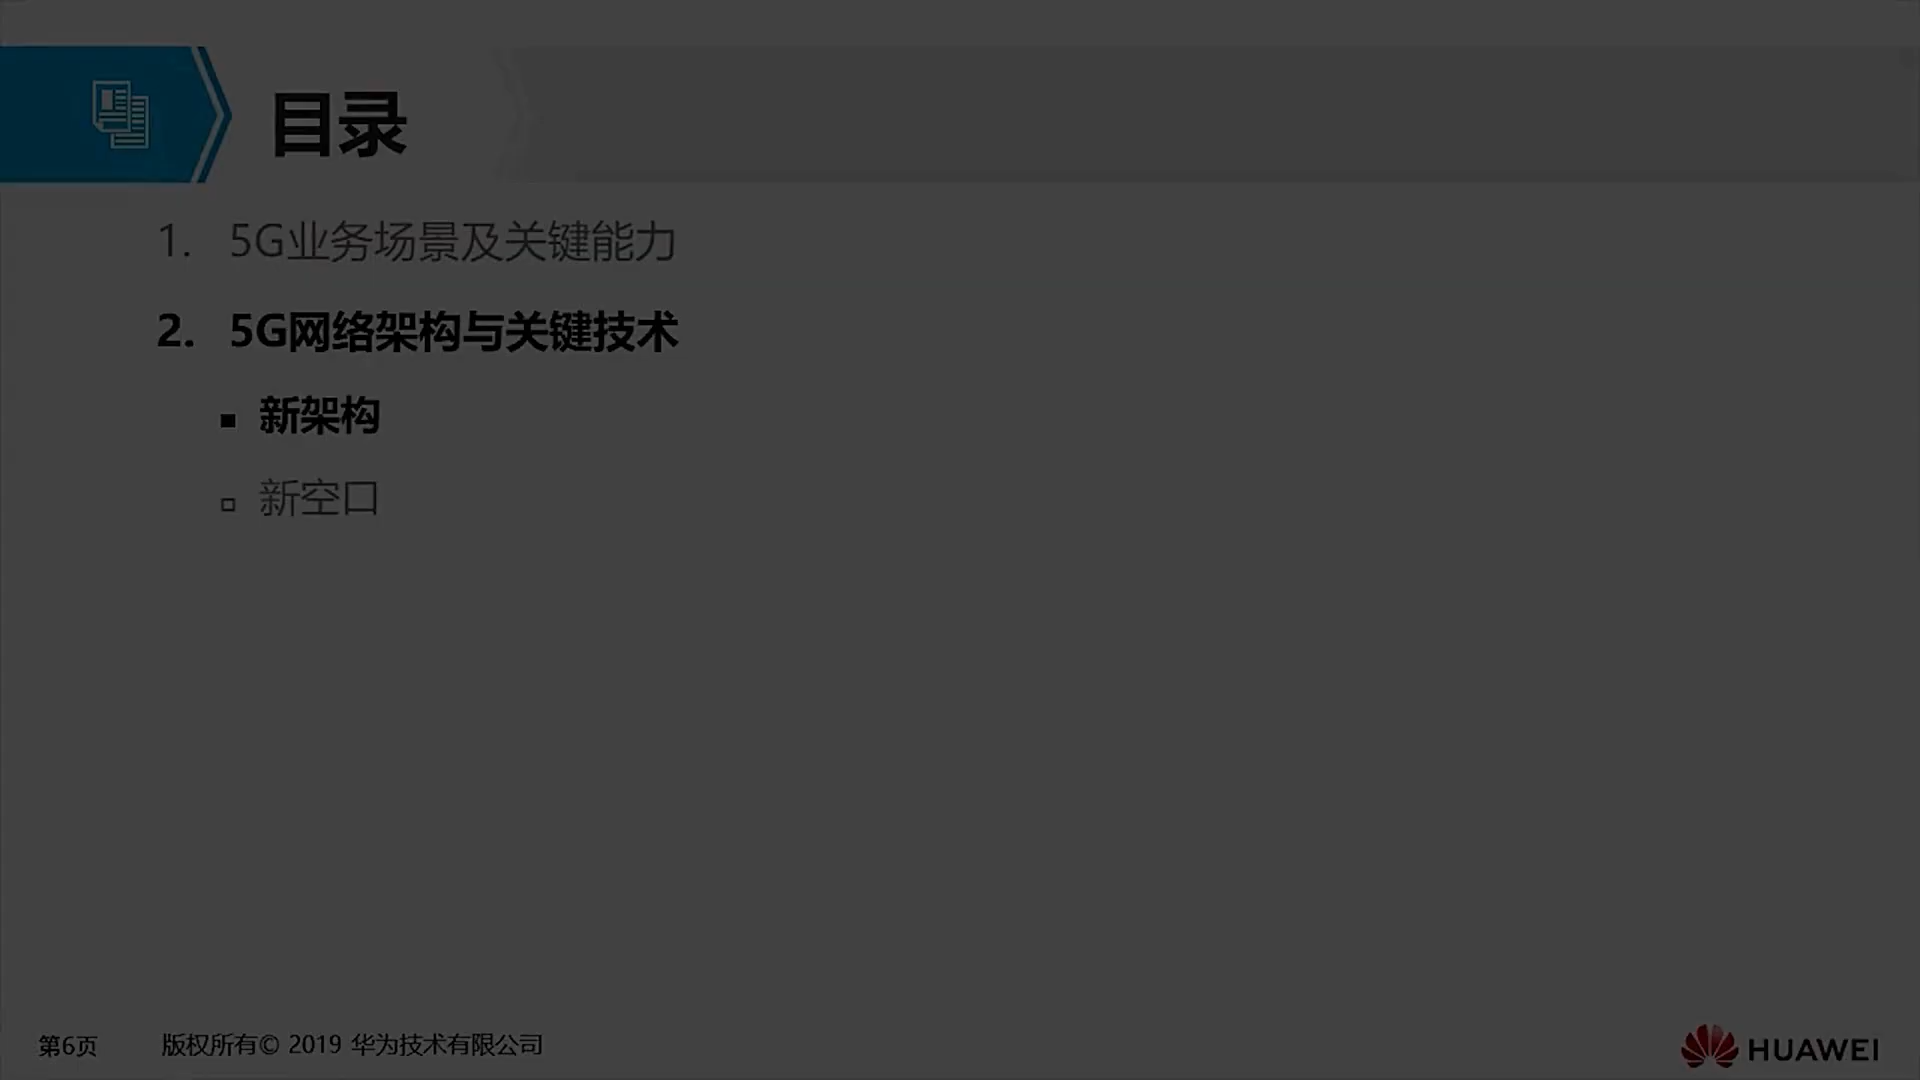 目录
1. 5G业务场景及关键能力
2. 5G网络架构与关键技术
▪ 新架构
▫ 新空口
第6页 版权所有© 2019 华为技术有限公司
HUAWEI